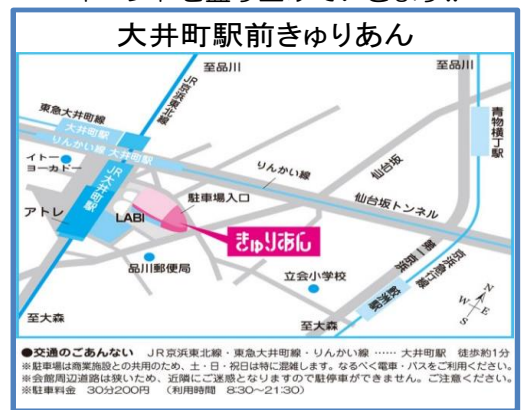 大井町駅前きゅりあん
至品川
至品川
JR京浜東北線
東急大井町線
大井町駅
りんかい線 大井町駅
イトーヨーカドー
JR大井町駅
アトレ
LABI
駐車場入口
りんかい線
仙台坂
仙台坂トンネル
青物横丁駅
きゅりあん
品川郵便局
立会小学校
第一京浜
京浜急行線
鮫洲駅
至大森
至大森
N
W
E
S
●交通のごあんない JR京浜東北線・東急大井町線・りんかい線 …… 大井町駅 徒歩約1分
※駐車場は商業施設との共用のため、土・日・祝日は特に混雑します。なるべく電車・バスをご利用ください。
※会館周辺道路は狭いため、近隣にご迷惑となりますので駐停車ができません。ご注意ください。
※駐車料金 30分200円 (利用時間 8:30~21:30)